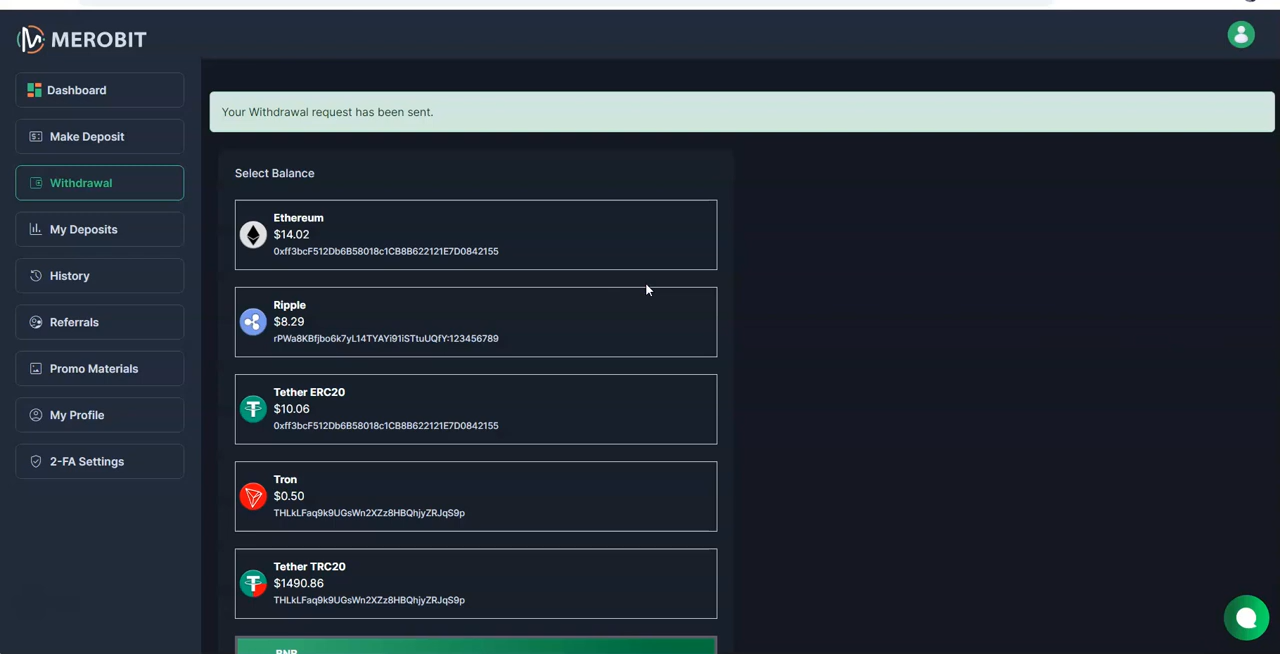 MEROBIT
Dashboard
Make Deposit
Withdrawal
My Deposits
History
Referrals
Promo Materials
My Profile
2-FA Settings
Your Withdrawal request has been sent.
Select Balance
Ethereum
$14.02
0xff3bcF512Db6B58018c1CB8B622121E7D0842155
Ripple
$8.29
rPWa8KBfjbo6k7yL14TYAYi91iSTtuUQfY:123456789
Tether ERC20
$10.06
0xff3bcF512Db6B58018c1CB8B622121E7D0842155
Tron
$0.50
THLkLFaq9k9UGsWn2XZz8HBQhjyZRJqS9p
Tether TRC20
$1490.86
THLkLFaq9k9UGsWn2XZz8HBQhjyZRJqS9p
BNB